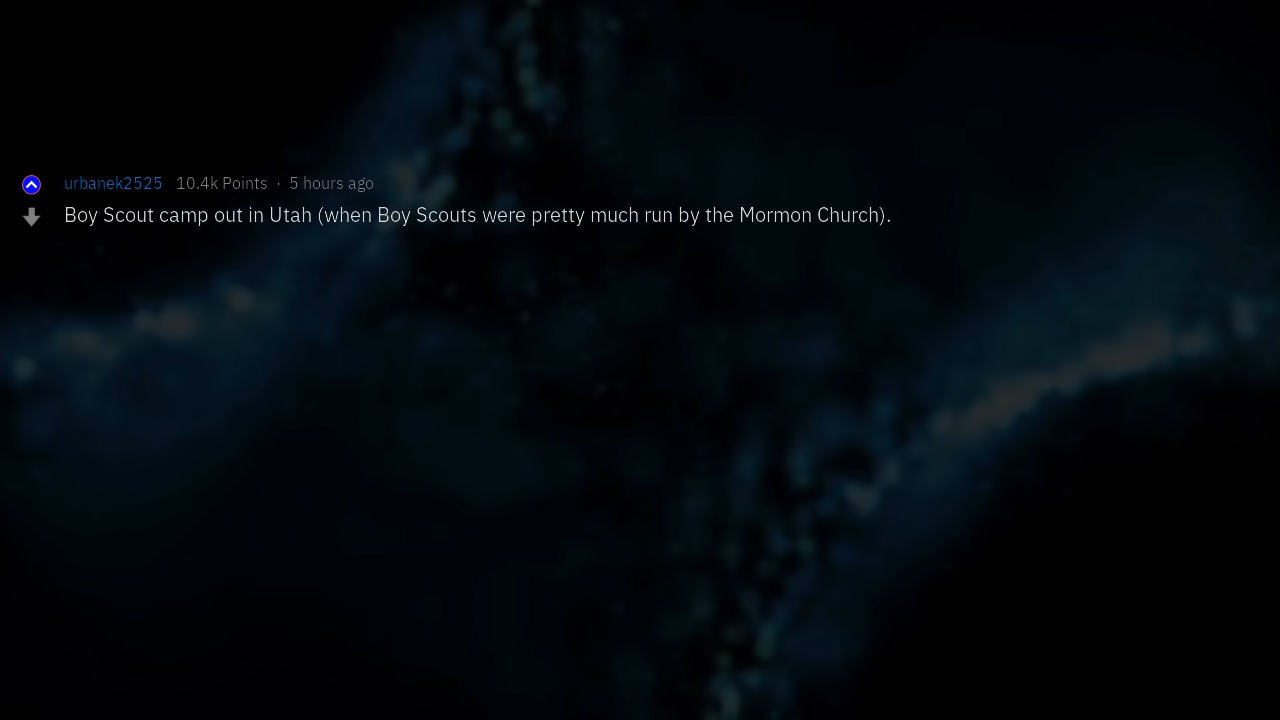 urbanek2525 10.4k Points · 5 hours ago
Boy Scout camp out in Utah (when Boy Scouts were pretty much run by the Mormon Church).